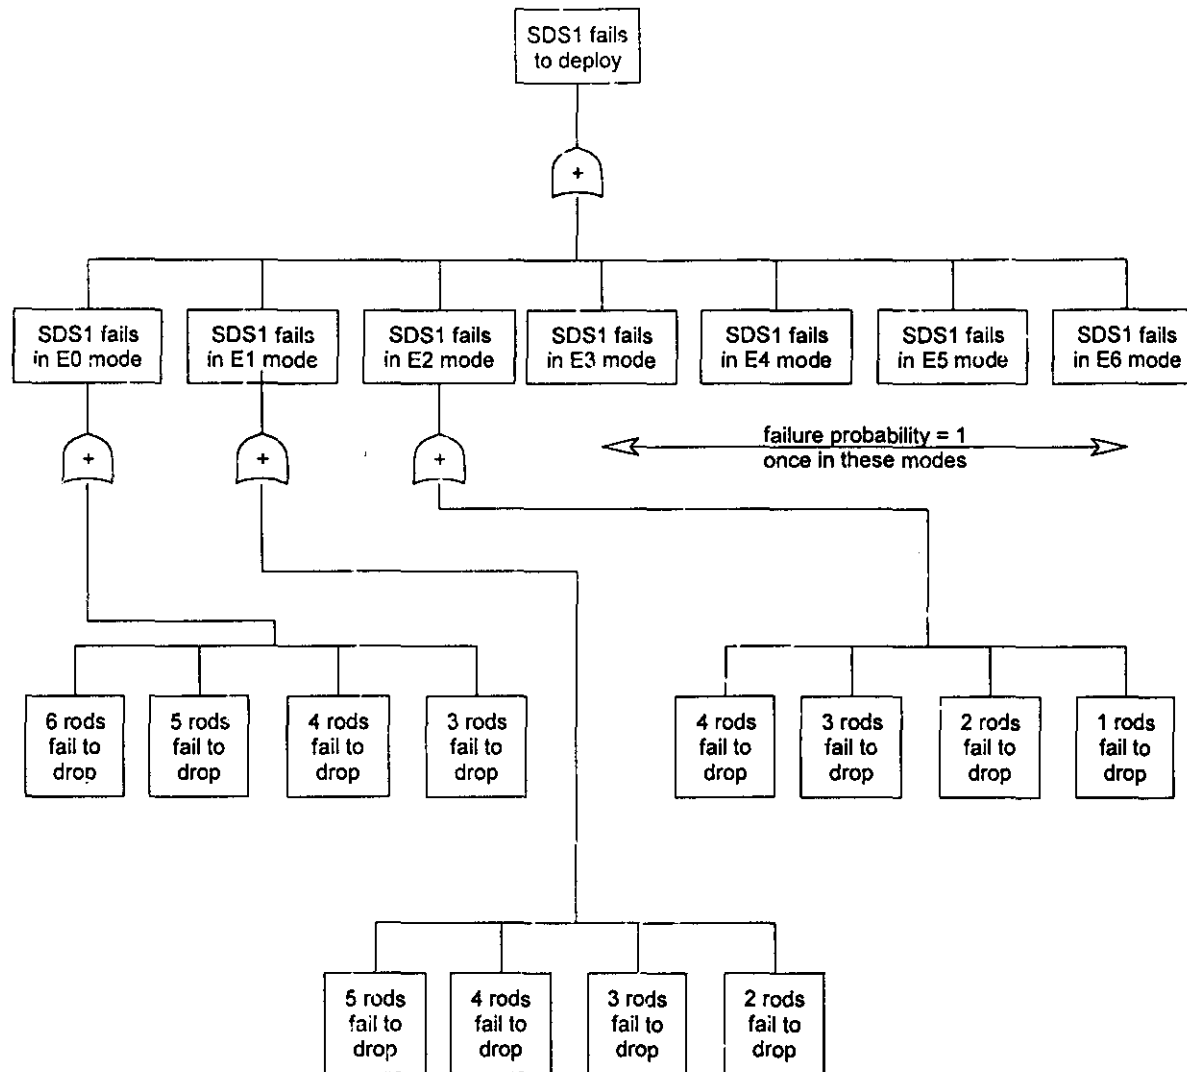 SDS1 fails
to deploy
+
SDS1 fails
in E0 mode
SDS1 fails
in E1 mode
SDS1 fails
in E2 mode
SDS1 fails
in E3 mode
SDS1 fails
in E4 mode
SDS1 fails
in E5 mode
SDS1 fails
in E6 mode
+
+
+
failure probability = 1
once in these modes
6 rods
fail to
drop
5 rods
fail to
drop
4 rods
fail to
drop
3 rods
fail to
drop
4 rods
fail to
drop
3 rods
fail to
drop
2 rods
fail to
drop
1 rods
fail to
drop
5 rods
fail to
drop
4 rods
fail to
drop
3 rods
fail to
drop
2 rods
fail to
drop